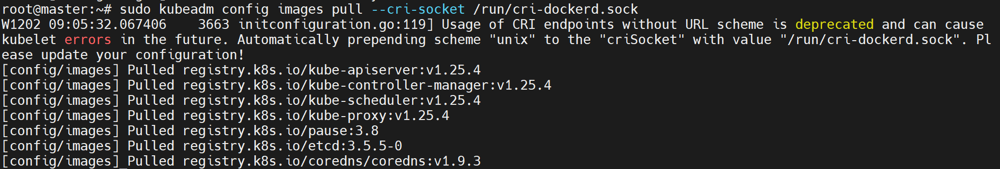 root@master:~# sudo kubeadm config images pull --cri-socket /run/cri-dockerd.sock
W1202 09:05:32.067406    3663 initconfiguration.go:119] Usage of CRI endpoints without URL scheme is deprecated and can cause
kubelet errors in the future. Automatically prepending scheme "unix" to the "criSocket" with value "/run/cri-dockerd.sock". Pl
ease update your configuration!
[config/images] Pulled registry.k8s.io/kube-apiserver:v1.25.4
[config/images] Pulled registry.k8s.io/kube-controller-manager:v1.25.4
[config/images] Pulled registry.k8s.io/kube-scheduler:v1.25.4
[config/images] Pulled registry.k8s.io/kube-proxy:v1.25.4
[config/images] Pulled registry.k8s.io/pause:3.8
[config/images] Pulled registry.k8s.io/etcd:3.5.5-0
[config/images] Pulled registry.k8s.io/coredns/coredns:v1.9.3